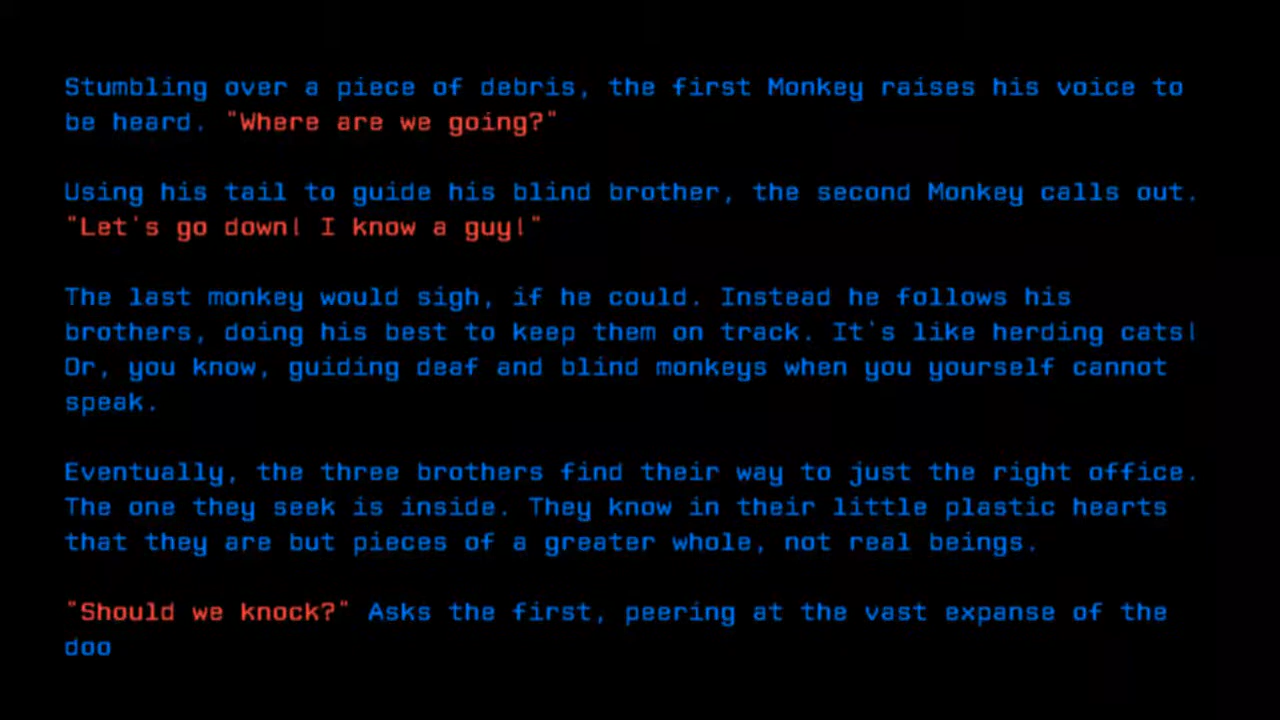 Stumbling over a piece of debris, the first Monkey raises his voice to
be heard. "Where are we going?"
Using his tail to guide his blind brother, the second Monkey calls out.
"Let's go down! I know a guy!"
The last monkey would sigh, if he could. Instead he follows his
brothers, doing his best to keep them on track. It's like herding cats!
Or, you know, guiding deaf and blind monkeys when you yourself cannot
speak.
Eventually, the three brothers find their way to just the right office.
The one they seek is inside. They know in their little plastic hearts
that they are but pieces of a greater whole, not real beings.
"Should we knock?" Asks the first, peering at the vast expanse of the
doo